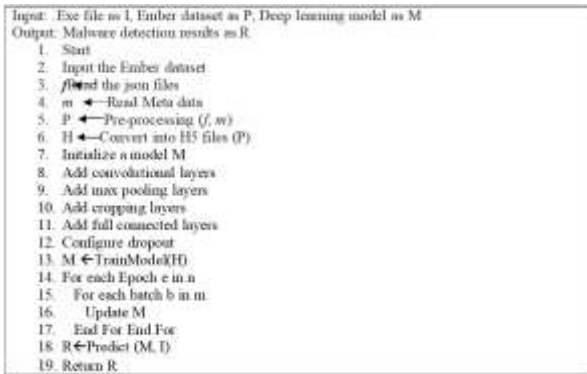 Input: .Exe file as I, Ember dataset as P, Deep learning model as M
Output: Malware detection results as R
1. Start
2. Input the Ember dataset
3. f←Read the json files
4. m ←Read Meta data
5. P ←Pre-processing (f, m)
6. H ←Convert into H5 files (P)
7. Initialize a model M
8. Add convolutional layers
9. Add max pooling layers
10. Add cropping layers
11. Add full connected layers
12. Configure dropout
13. M ←TrainModel(H)
14. For each Epoch e in n
15. For each batch b in m
16. Update M
17. End For End For
18. R←Predict (M, I)
19. Return R